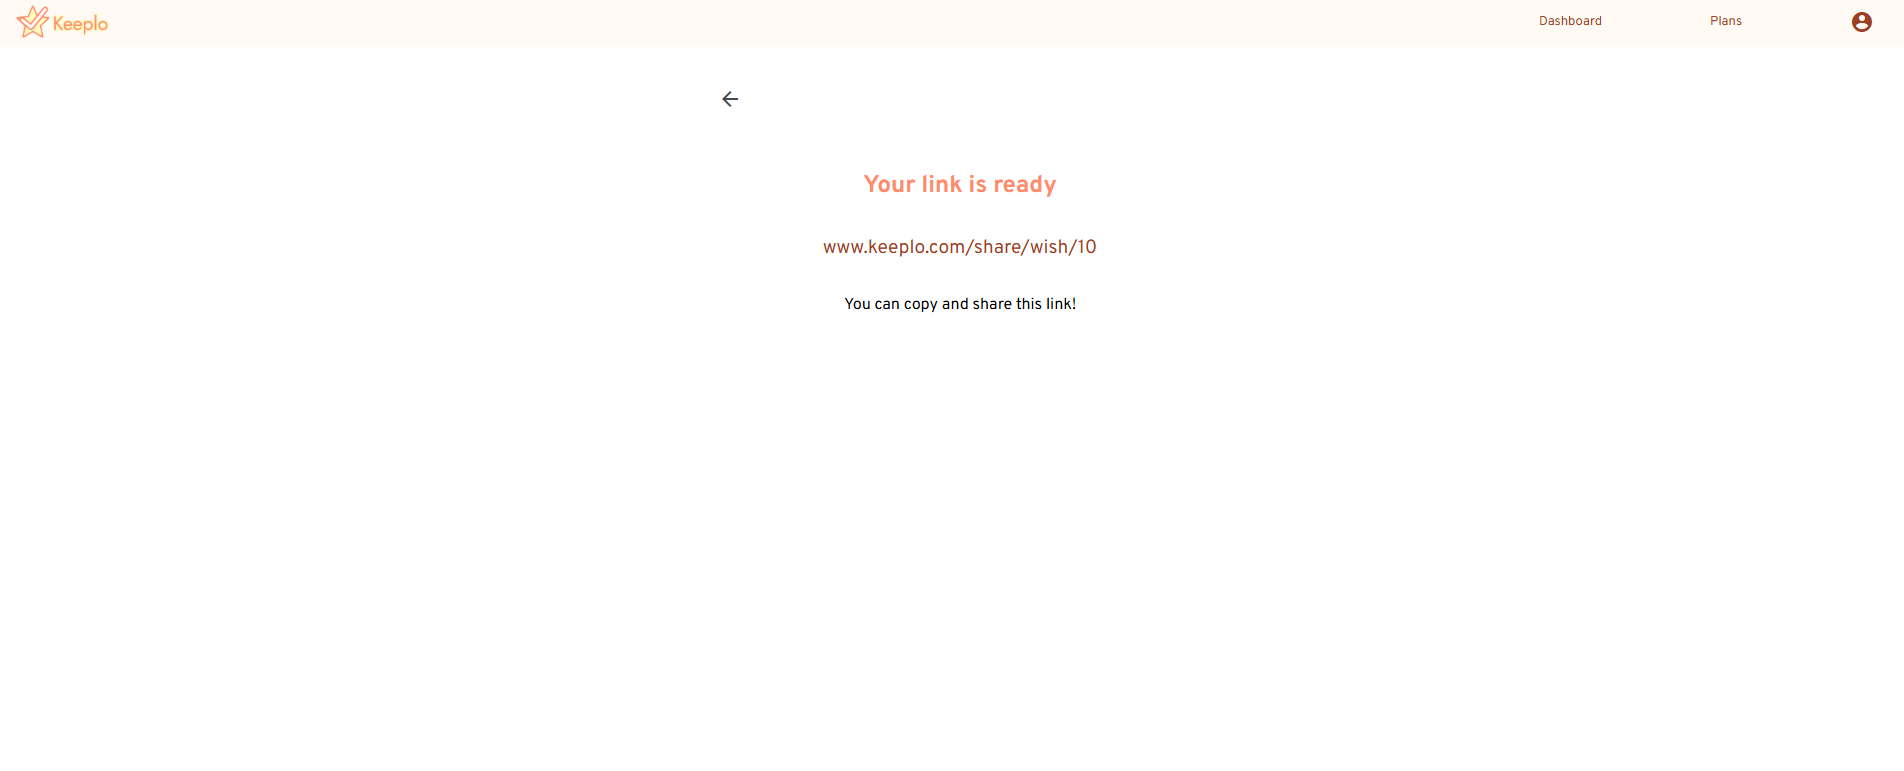 Keeplo
Dashboard
Plans
Your link is ready
www.keeplo.com/share/wish/10
You can copy and share this link!